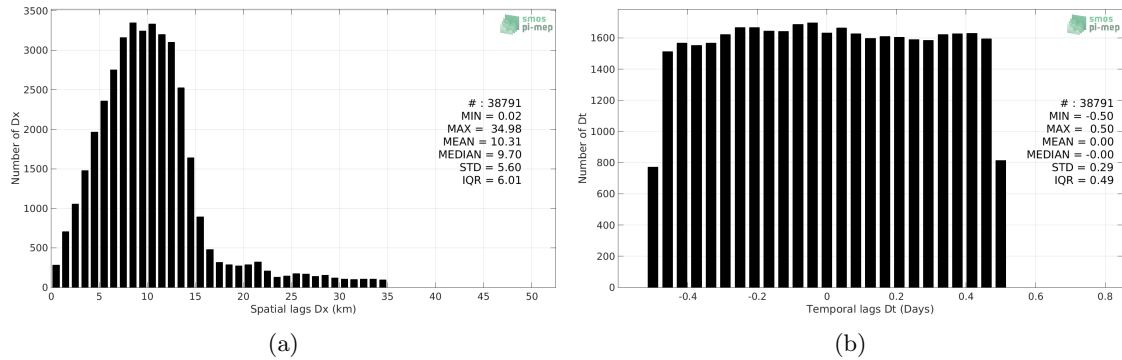 3500
3000
2500
2000
1500
1000
500
0
Number of Dx
0 5 10 15 20 25 30 35 40 45 50
Spatial lags Dx (km)
smos
pi-mep
# : 38791
MIN = 0.02
MAX = 34.98
MEAN = 10.31
MEDIAN = 9.70
STD = 5.60
IQR = 6.01
(a)
1600
1400
1200
1000
800
600
400
200
0
Number of Dt
-0.4 -0.2 0 0.2 0.4 0.6 0.8
Temporal lags Dt (Days)
smos
pi-mep
# : 38791
MIN = -0.50
MAX = 0.50
MEAN = 0.00
MEDIAN = -0.00
STD = 0.29
IQR = 0.49
(b)